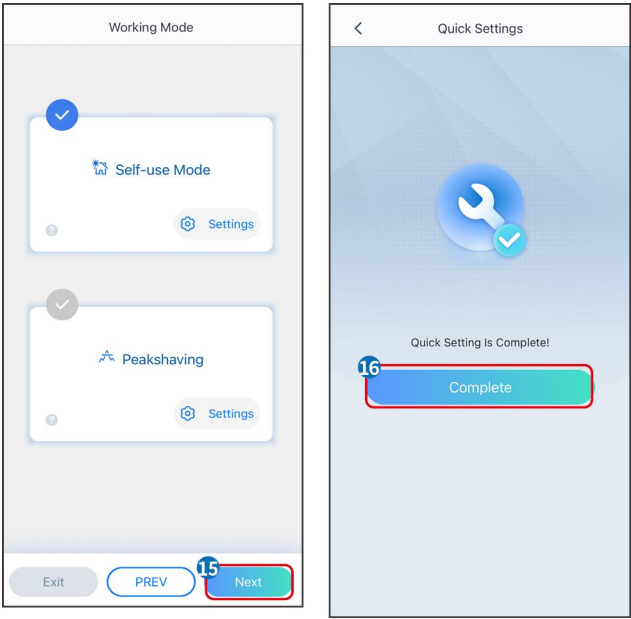 Working Mode
Self-use Mode
?
Settings
Peakshaving
?
Settings
Exit
PREV
15
Next
Quick Settings
Quick Setting Is Complete!
16
Complete